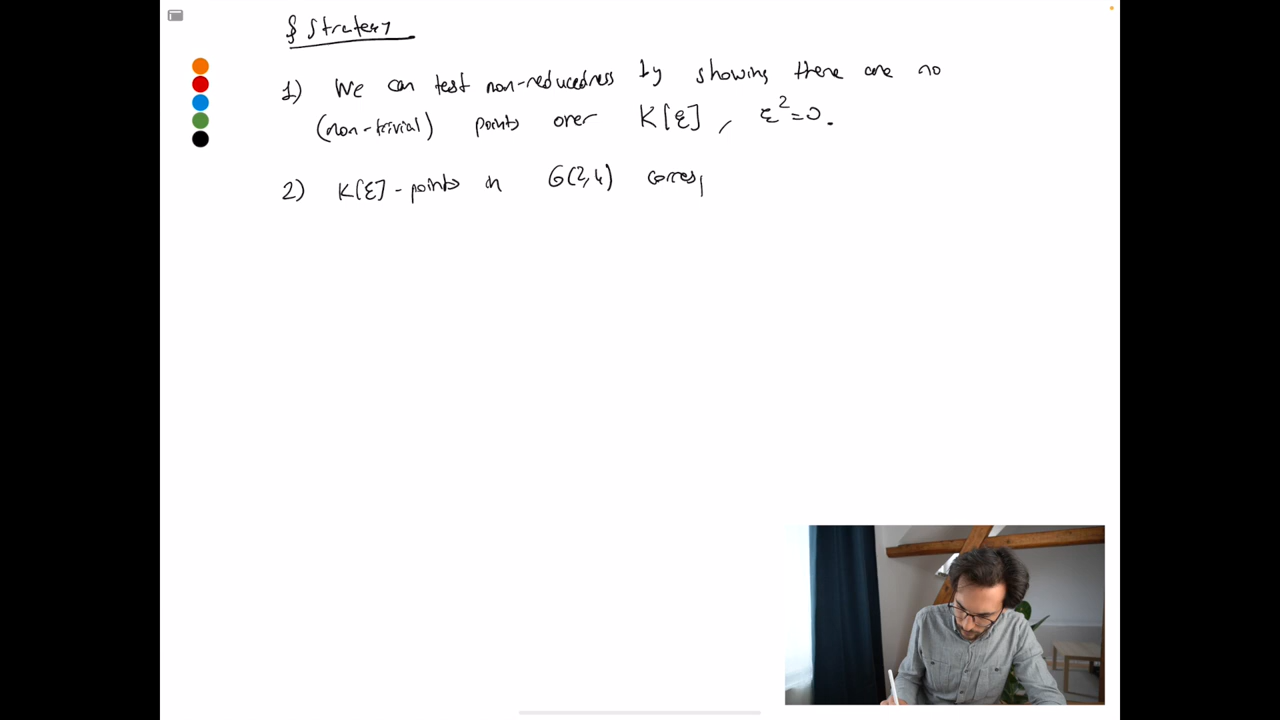 § Strategy
1) We can test non-reducedness by showing there are no
(non-trivial) points over K[ε], ε²=0.
2) K[ε]-points in G(2,4) corresp